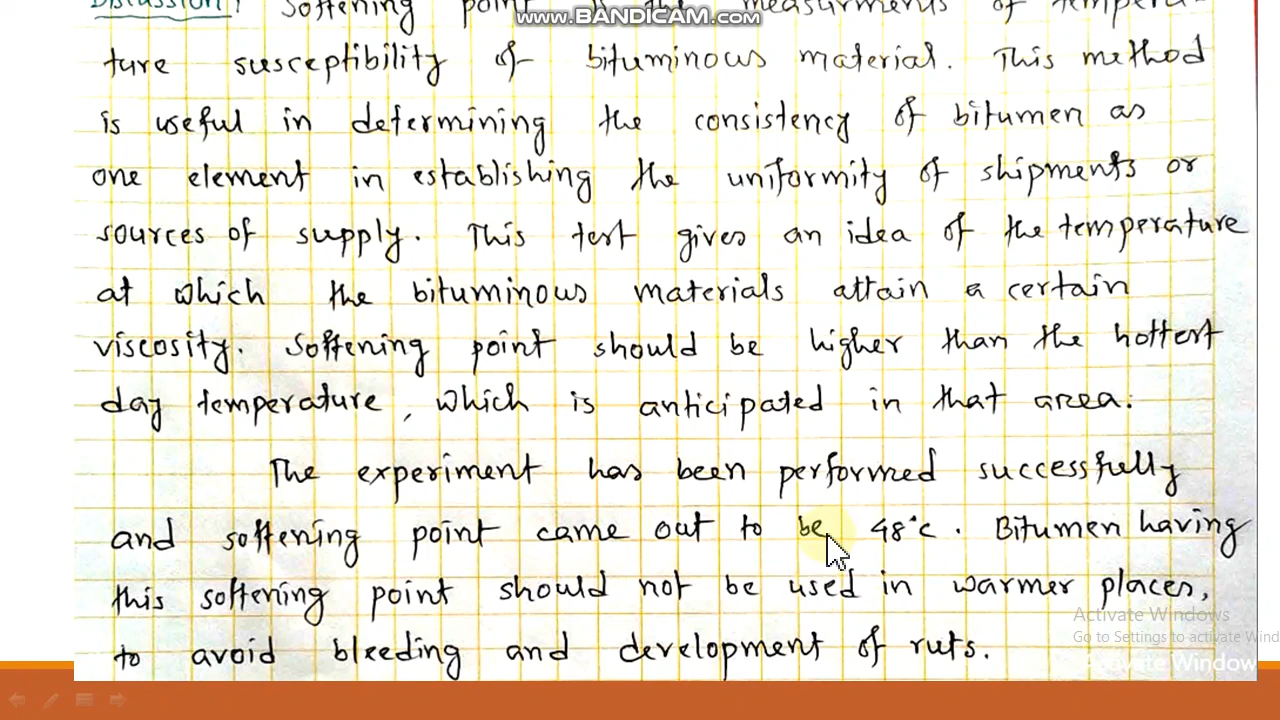 Discussion: Softening point is the measurments of tempera-
www.BANDICAM.com
ture susceptibility of bituminous material. This method
is useful in determining the consistency of bitumen as
one element in establishing the uniformity of shipments or
sources of supply. This test gives an idea of the temperature
at which the bituminous materials attain a certain
viscosity. Softening point should be higher than the hottest
day temperature, which is anticipated in that area.
The experiment has been performed successfully
and softening point came out to be 48°C. Bitumen having
this softening point should not be used in warmer places,
to avoid bleeding and development of ruts.
Activate Windows
Go to Settings to activate Wind
Activate Window